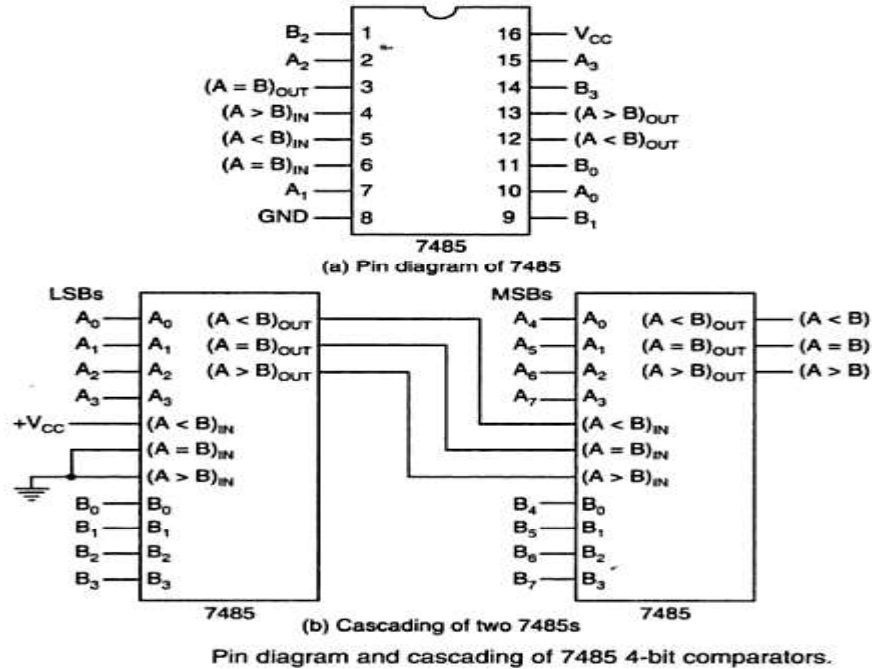 B2 1 16 VCC
A2 2 15 A3
(A = B)OUT 3 14 B3
(A > B)IN 4 13 (A > B)OUT
(A < B)IN 5 12 (A < B)OUT
(A = B)IN 6 11 B0
A1 7 10 A0
GND 8 9 B1
7485
(a) Pin diagram of 7485
LSBs MSBs
A0 A0 (A < B)OUT A4 A0 (A < B)OUT (A < B)
A1 A1 (A = B)OUT A5 A1 (A = B)OUT (A = B)
A2 A2 (A > B)OUT A6 A2 (A > B)OUT (A > B)
A3 A3 A7 A3
+VCC (A < B)IN (A < B)IN
(A = B)IN (A = B)IN
(A > B)IN (A > B)IN
B0 B0 B4 B0
B1 B1 B5 B1
B2 B2 B6 B2
B3 B3 B7 B3
7485 7485
(b) Cascading of two 7485s
Pin diagram and cascading of 7485 4-bit comparators.